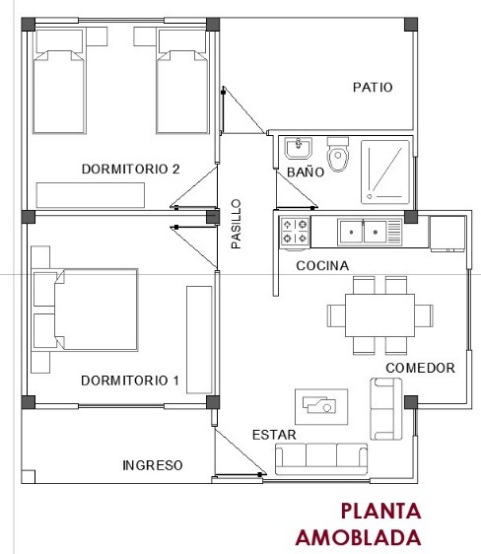 PATIO
DORMITORIO 2
BAÑO
PASILLO
COCINA
COMEDOR
DORMITORIO 1
ESTAR
INGRESO
PLANTA
AMOBLADA